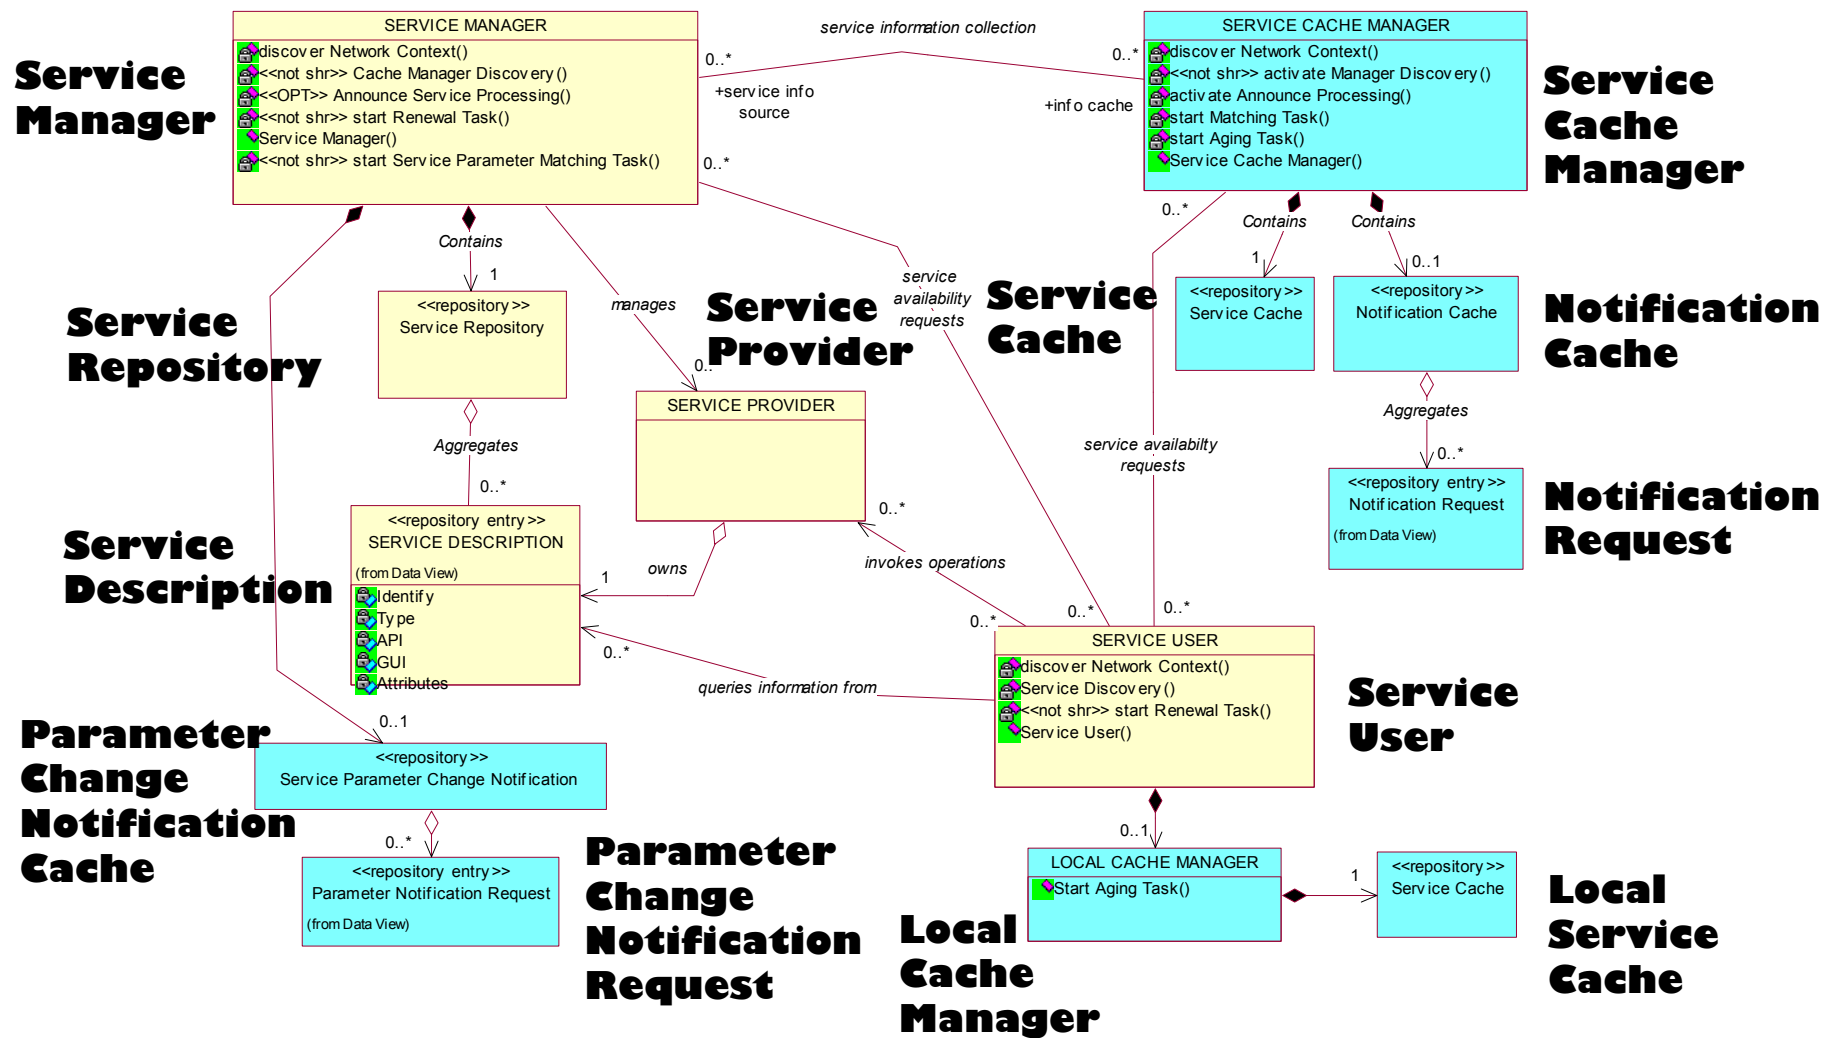 SERVICE MANAGER
discover Network Context()
<<not shr>> Cache Manager Discovery()
<<OPT>> Announce Service Processing()
<<not shr>> start Renewal Task()
Service Manager()
<<not shr>> start Service Parameter Matching Task()
Service
Manager
service information collection
0..*
0..*
+service info
source
+info cache
0..*
SERVICE CACHE MANAGER
discover Network Context()
<<not shr>> activate Manager Discovery()
activate Announce Processing()
start Matching Task()
start Aging Task()
Service Cache Manager()
Service
Cache
Manager
0..*
Contains
Contains
Contains
1
1
0..1
<<repository>>
Service Repository
Service
Repository
manages
Service
Provider
0..
service
availability
requests
Service
Cache
<<repository>>
Service Cache
<<repository>>
Notification Cache
Notification
Cache
SERVICE PROVIDER
Aggregates
0..*
Aggregates
0..*
service availabilty
requests
<<repository entry>>
SERVICE DESCRIPTION
(from Data View)
Identify
Type
API
GUI
Attributes
Service
Description
<<repository entry>>
Notification Request
(from Data View)
Notification
Request
0..*
owns
1
invokes operations
0..*
0..*
0..*
0..*
queries information from
SERVICE USER
discover Network Context()
Service Discovery()
<<not shr>> start Renewal Task()
Service User()
Service
User
0..1
Parameter
Change
Notification
Cache
<<repository>>
Service Parameter Change Notification
0..*
<<repository entry>>
Parameter Notification Request
(from Data View)
Parameter
Change
Notification
Request
0..1
LOCAL CACHE MANAGER
Start Aging Task()
Local
Cache
Manager
1
<<repository>>
Service Cache
Local
Service
Cache